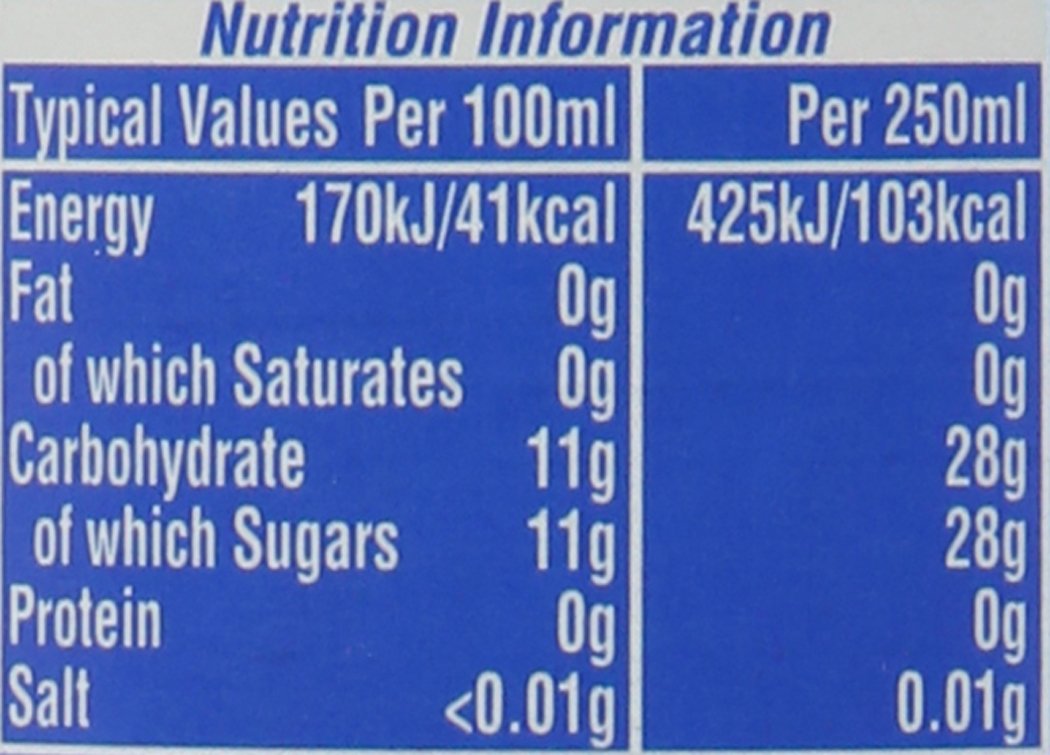 Nutrition Information
Typical Values Per 100ml Per 250ml
Energy 170kJ/41kcal 425kJ/103kcal
Fat 0g 0g
of which Saturates 0g 0g
Carbohydrate 11g 28g
of which Sugars 11g 28g
Protein 0g 0g
Salt <0.01g 0.01g